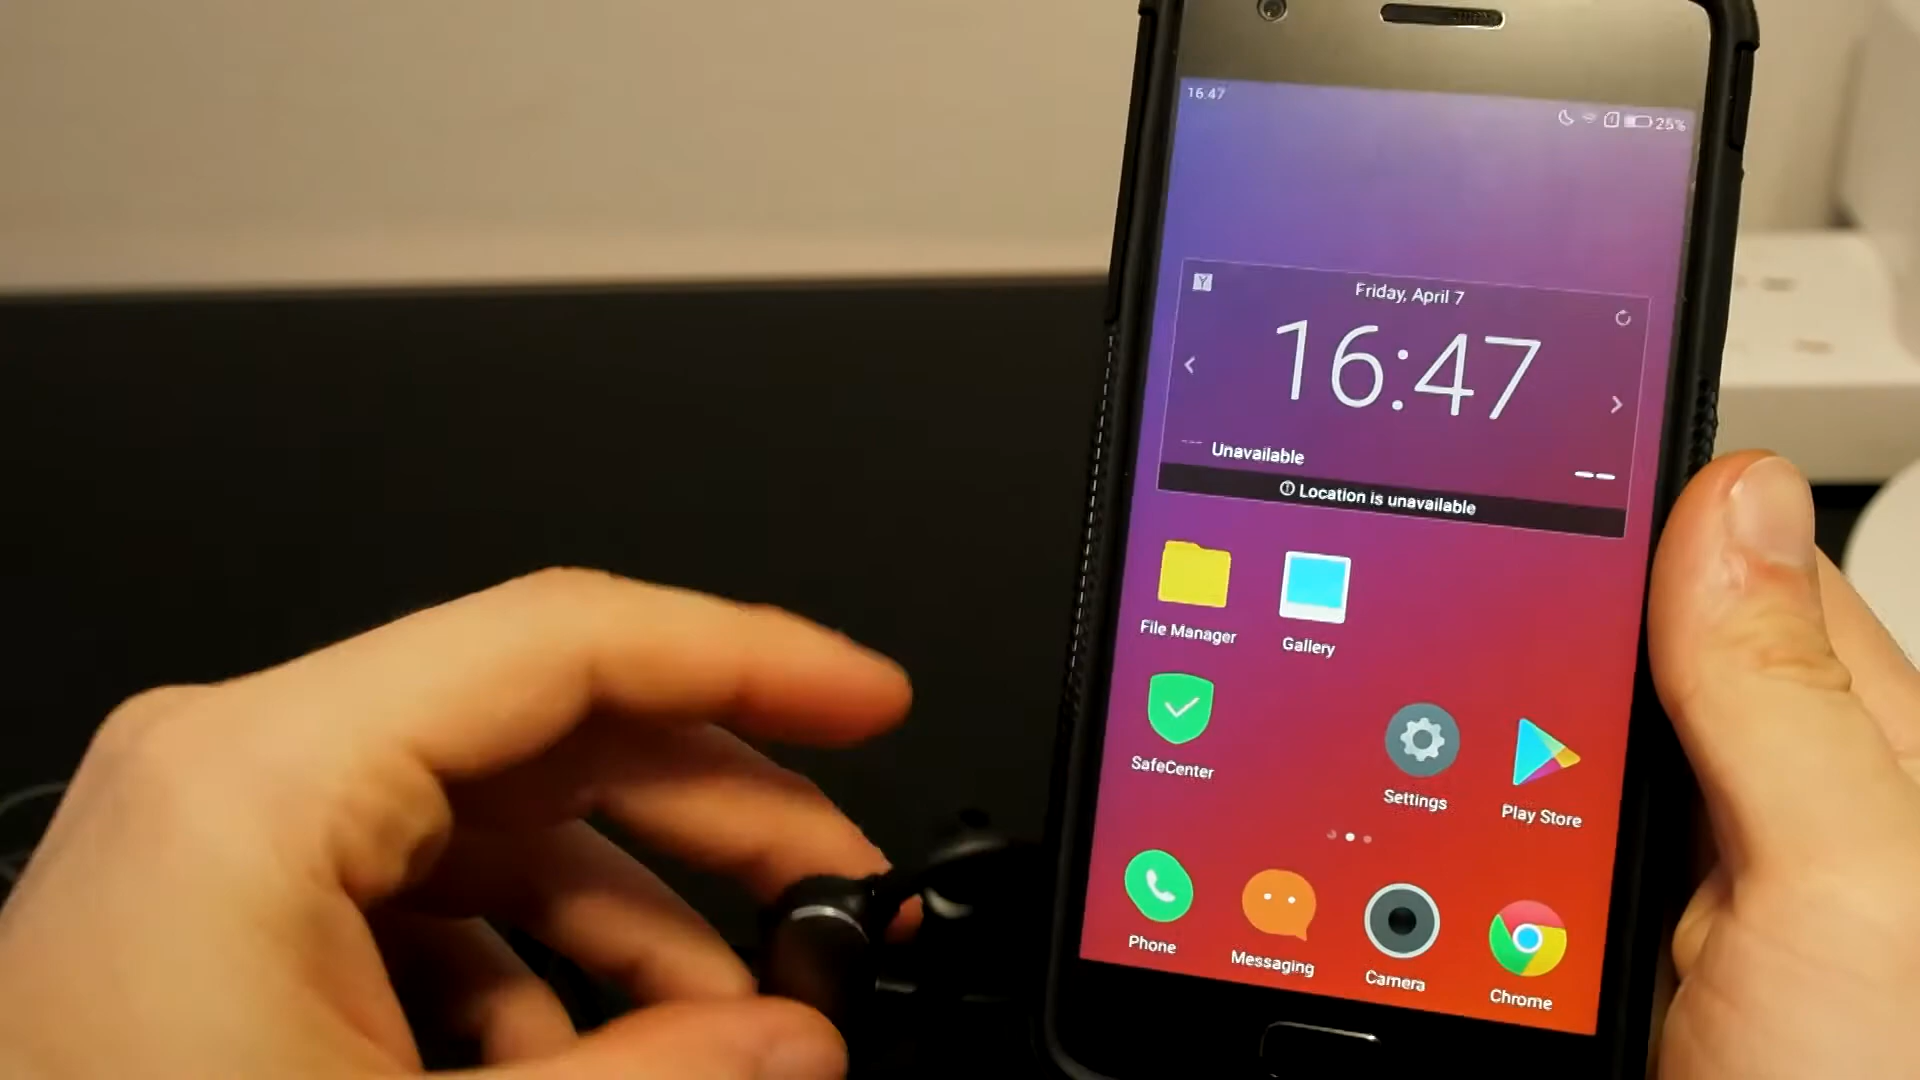 16:47
25%
Y
Friday, April 7
16:47
--- Unavailable
--
Location is unavailable
File Manager
Gallery
SafeCenter
Settings
Play Store
Phone
Messaging
Camera
Chrome